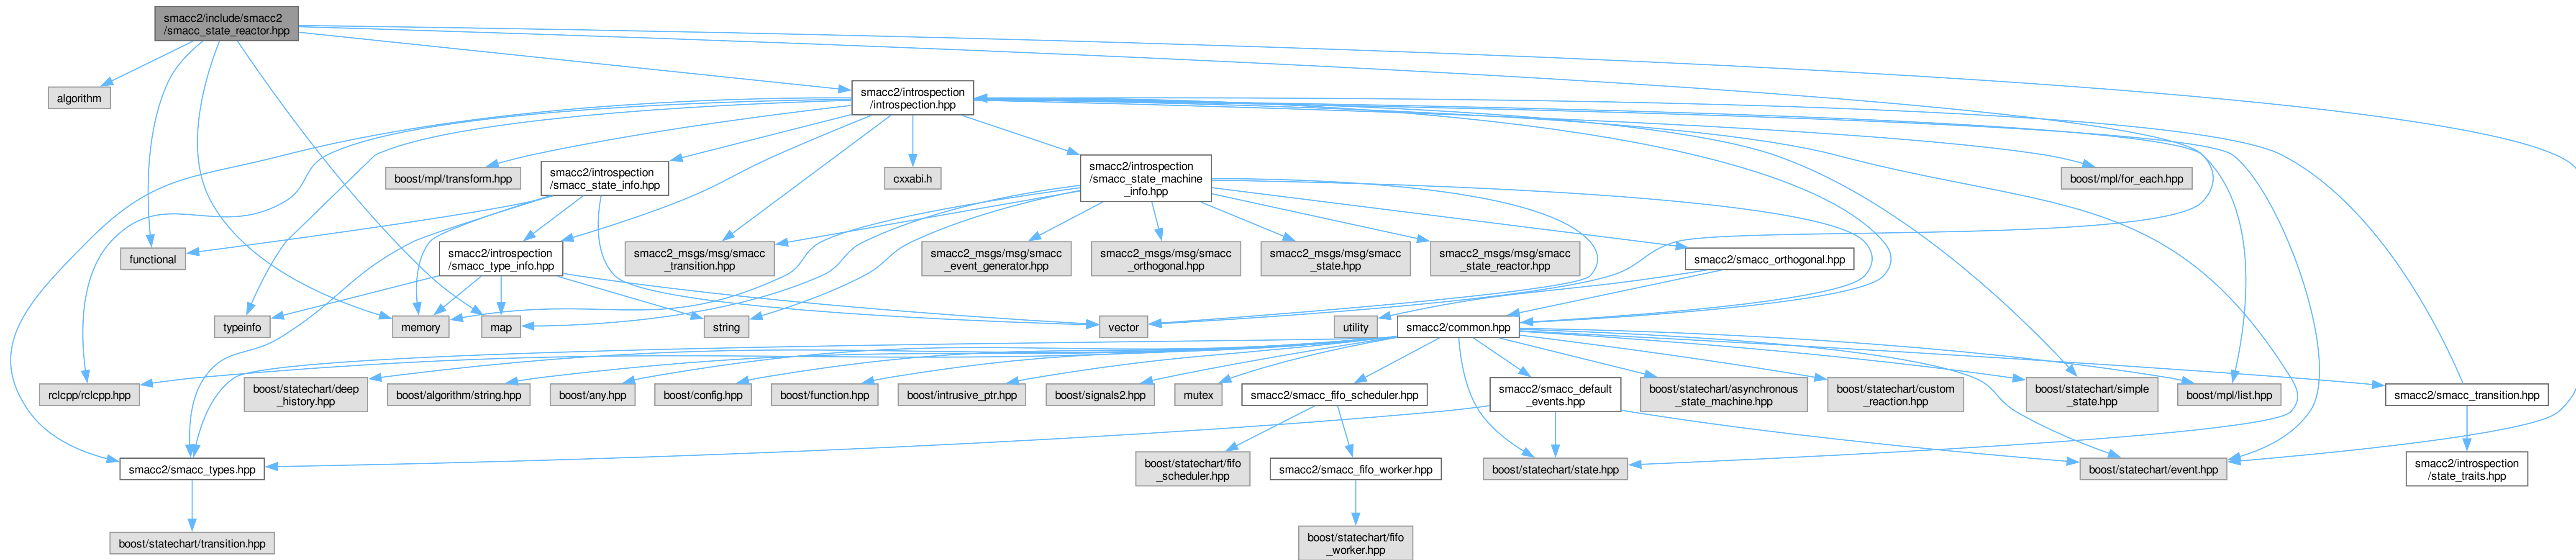 smacc2/include/smacc2
/smacc_state_reactor.hpp
algorithm
smacc2/introspection
/introspection.hpp
boost/mpl/transform.hpp
smacc2/introspection
/smacc_state_info.hpp
cxxabi.h
smacc2/introspection
/smacc_state_machine
_info.hpp
boost/mpl/for_each.hpp
functional
smacc2/introspection
/smacc_type_info.hpp
smacc2_msgs/msg/smacc
_transition.hpp
smacc2_msgs/msg/smacc
_event_generator.hpp
smacc2_msgs/msg/smacc
_orthogonal.hpp
smacc2_msgs/msg/smacc
_state.hpp
smacc2_msgs/msg/smacc
_state_reactor.hpp
smacc2/smacc_orthogonal.hpp
typeinfo
memory
map
string
vector
utility
smacc2/common.hpp
rclcpp/rclcpp.hpp
boost/statechart/deep
_history.hpp
boost/algorithm/string.hpp
boost/any.hpp
boost/config.hpp
boost/function.hpp
boost/intrusive_ptr.hpp
boost/signals2.hpp
mutex
smacc2/smacc_fifo_scheduler.hpp
smacc2/smacc_default
_events.hpp
boost/statechart/asynchronous
_state_machine.hpp
boost/statechart/custom
_reaction.hpp
boost/statechart/simple
_state.hpp
boost/mpl/list.hpp
smacc2/smacc_transition.hpp
smacc2/smacc_types.hpp
boost/statechart/fifo
_scheduler.hpp
smacc2/smacc_fifo_worker.hpp
boost/statechart/state.hpp
boost/statechart/event.hpp
smacc2/introspection
/state_traits.hpp
boost/statechart/transition.hpp
boost/statechart/fifo
_worker.hpp